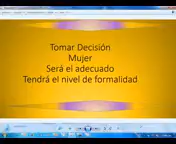 Tomar Decisión
Mujer
Será el adecuado
Tendrá el nivel de formalidad